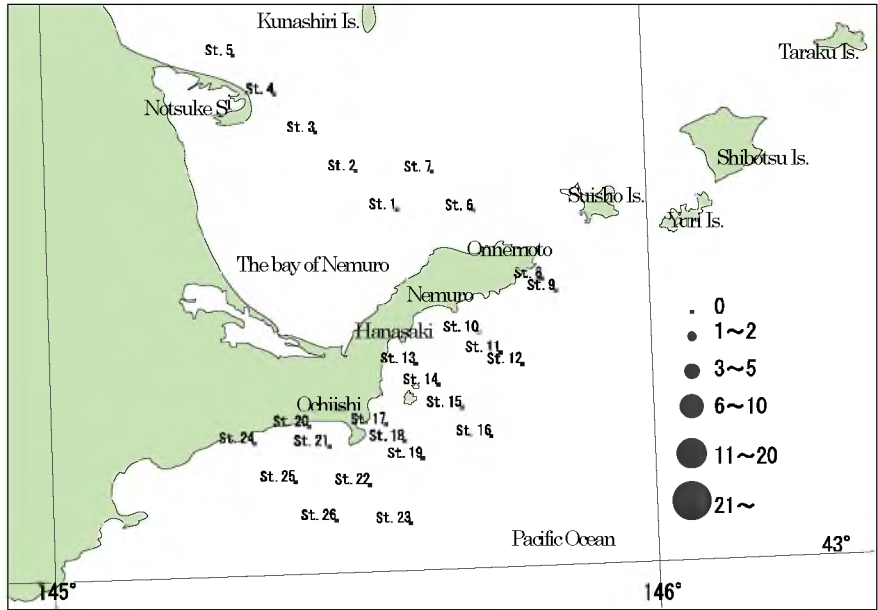 Kunashiri Is.
St. 5
Taraku Is.
St. 4
Notsuke St
St. 3
Shibotsu Is.
St. 2
St. 7
St. 1
St. 6
Suisho Is.
Yuri Is.
Onnemoto
The bay of Nemuro
St. 8
St. 9
Nemuro
0
St. 10
Hanasaki
1～2
St. 11
St. 12
St. 13
3～5
St. 14
St. 15
Ochiishi
6～10
St. 20
St. 17
St. 16
St. 24
St. 21
St. 18
St. 19
11～20
St. 25
St. 22
21～
St. 26
St. 23
Pacific Ocean
43°
145°
146°